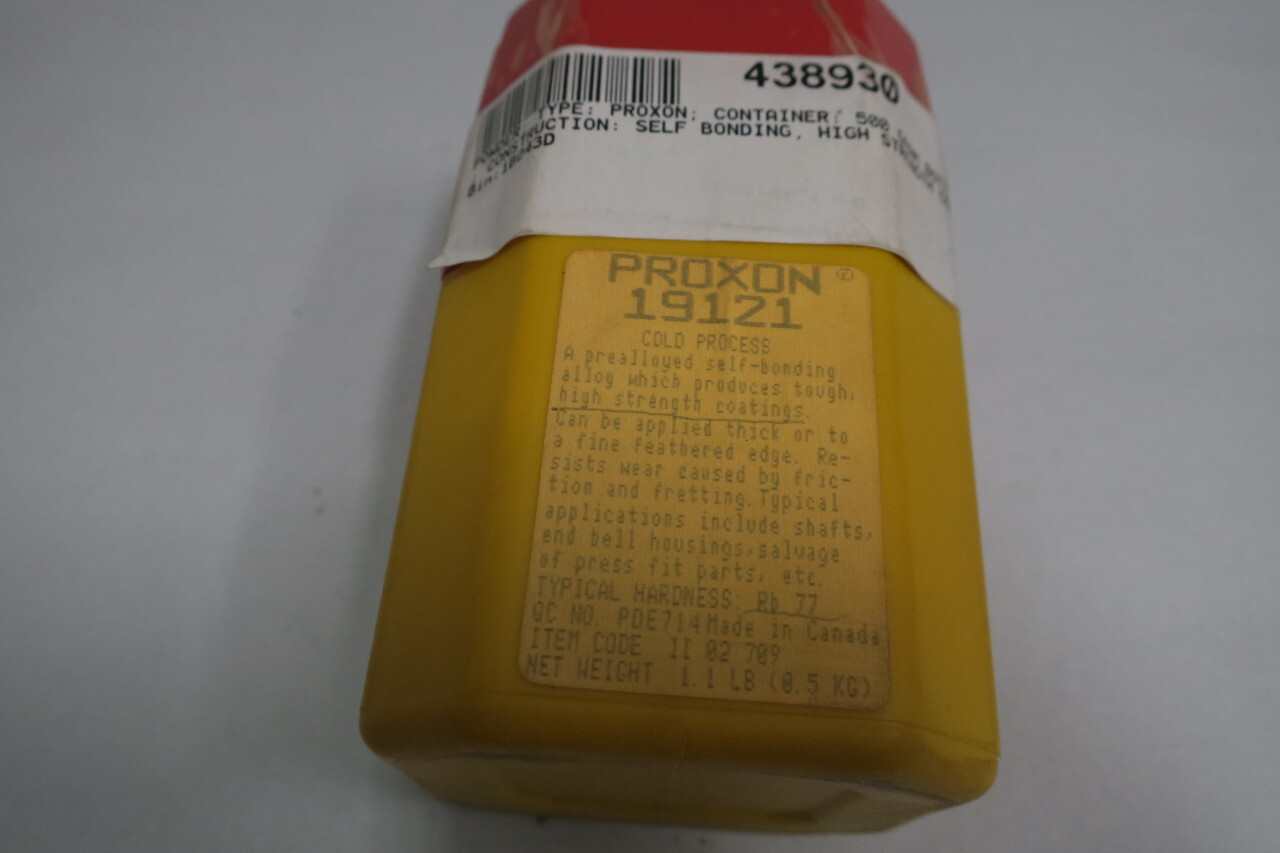 438930
TYPE: PROXON; CONTAINER: 500
CONSTRUCTION: SELF BONDING, HIGH
Bin:
PROXON ®
19121
COLD PROCESS
A prealloyed self-bonding
alloy which produces tough,
high strength coatings.
Can be applied thick or to
a fine feathered edge. Re-
sists wear caused by fric-
tion and fretting. Typical
applications include shafts,
end bell housings, salvage
of press fit parts, etc.
TYPICAL HARDNESS: Rb 77
QC NO. PDE714 Made in Canada
ITEM CODE 11 02 709
NET WEIGHT 1.1 LB (0.5 KG)